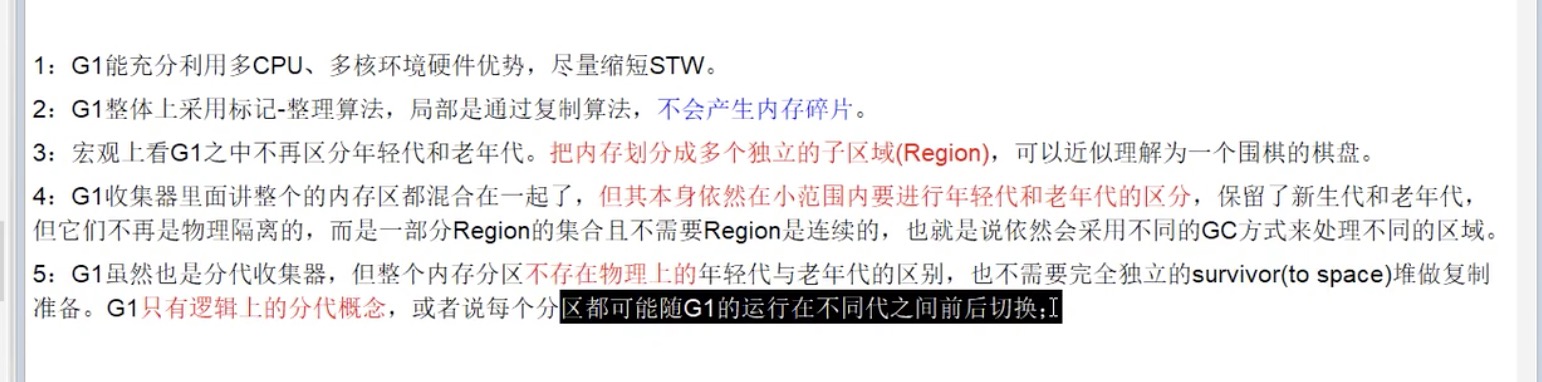 1：G1能充分利用多CPU、多核环境硬件优势，尽量缩短STW。
2：G1整体上采用标记-整理算法，局部是通过复制算法，不会产生内存碎片。
3：宏观上看G1之中不再区分年轻代和老年代。把内存划分成多个独立的子区域(Region)，可以近似理解为一个围棋的棋盘。
4：G1收集器里面讲整个的内存区都混合在一起了，但其本身依然在小范围内要进行年轻代和老年代的区分，保留了新生代和老年代，
但它们不再是物理隔离的，而是一部分Region的集合且不需要Region是连续的，也就是说依然会采用不同的GC方式来处理不同的区域。
5：G1虽然也是分代收集器，但整个内存分区不存在物理上的年轻代与老年代的区别，也不需要完全独立的survivor(to space)堆做复制
准备。G1只有逻辑上的分代概念，或者说每个分区都可能随G1的运行在不同代之间前后切换;